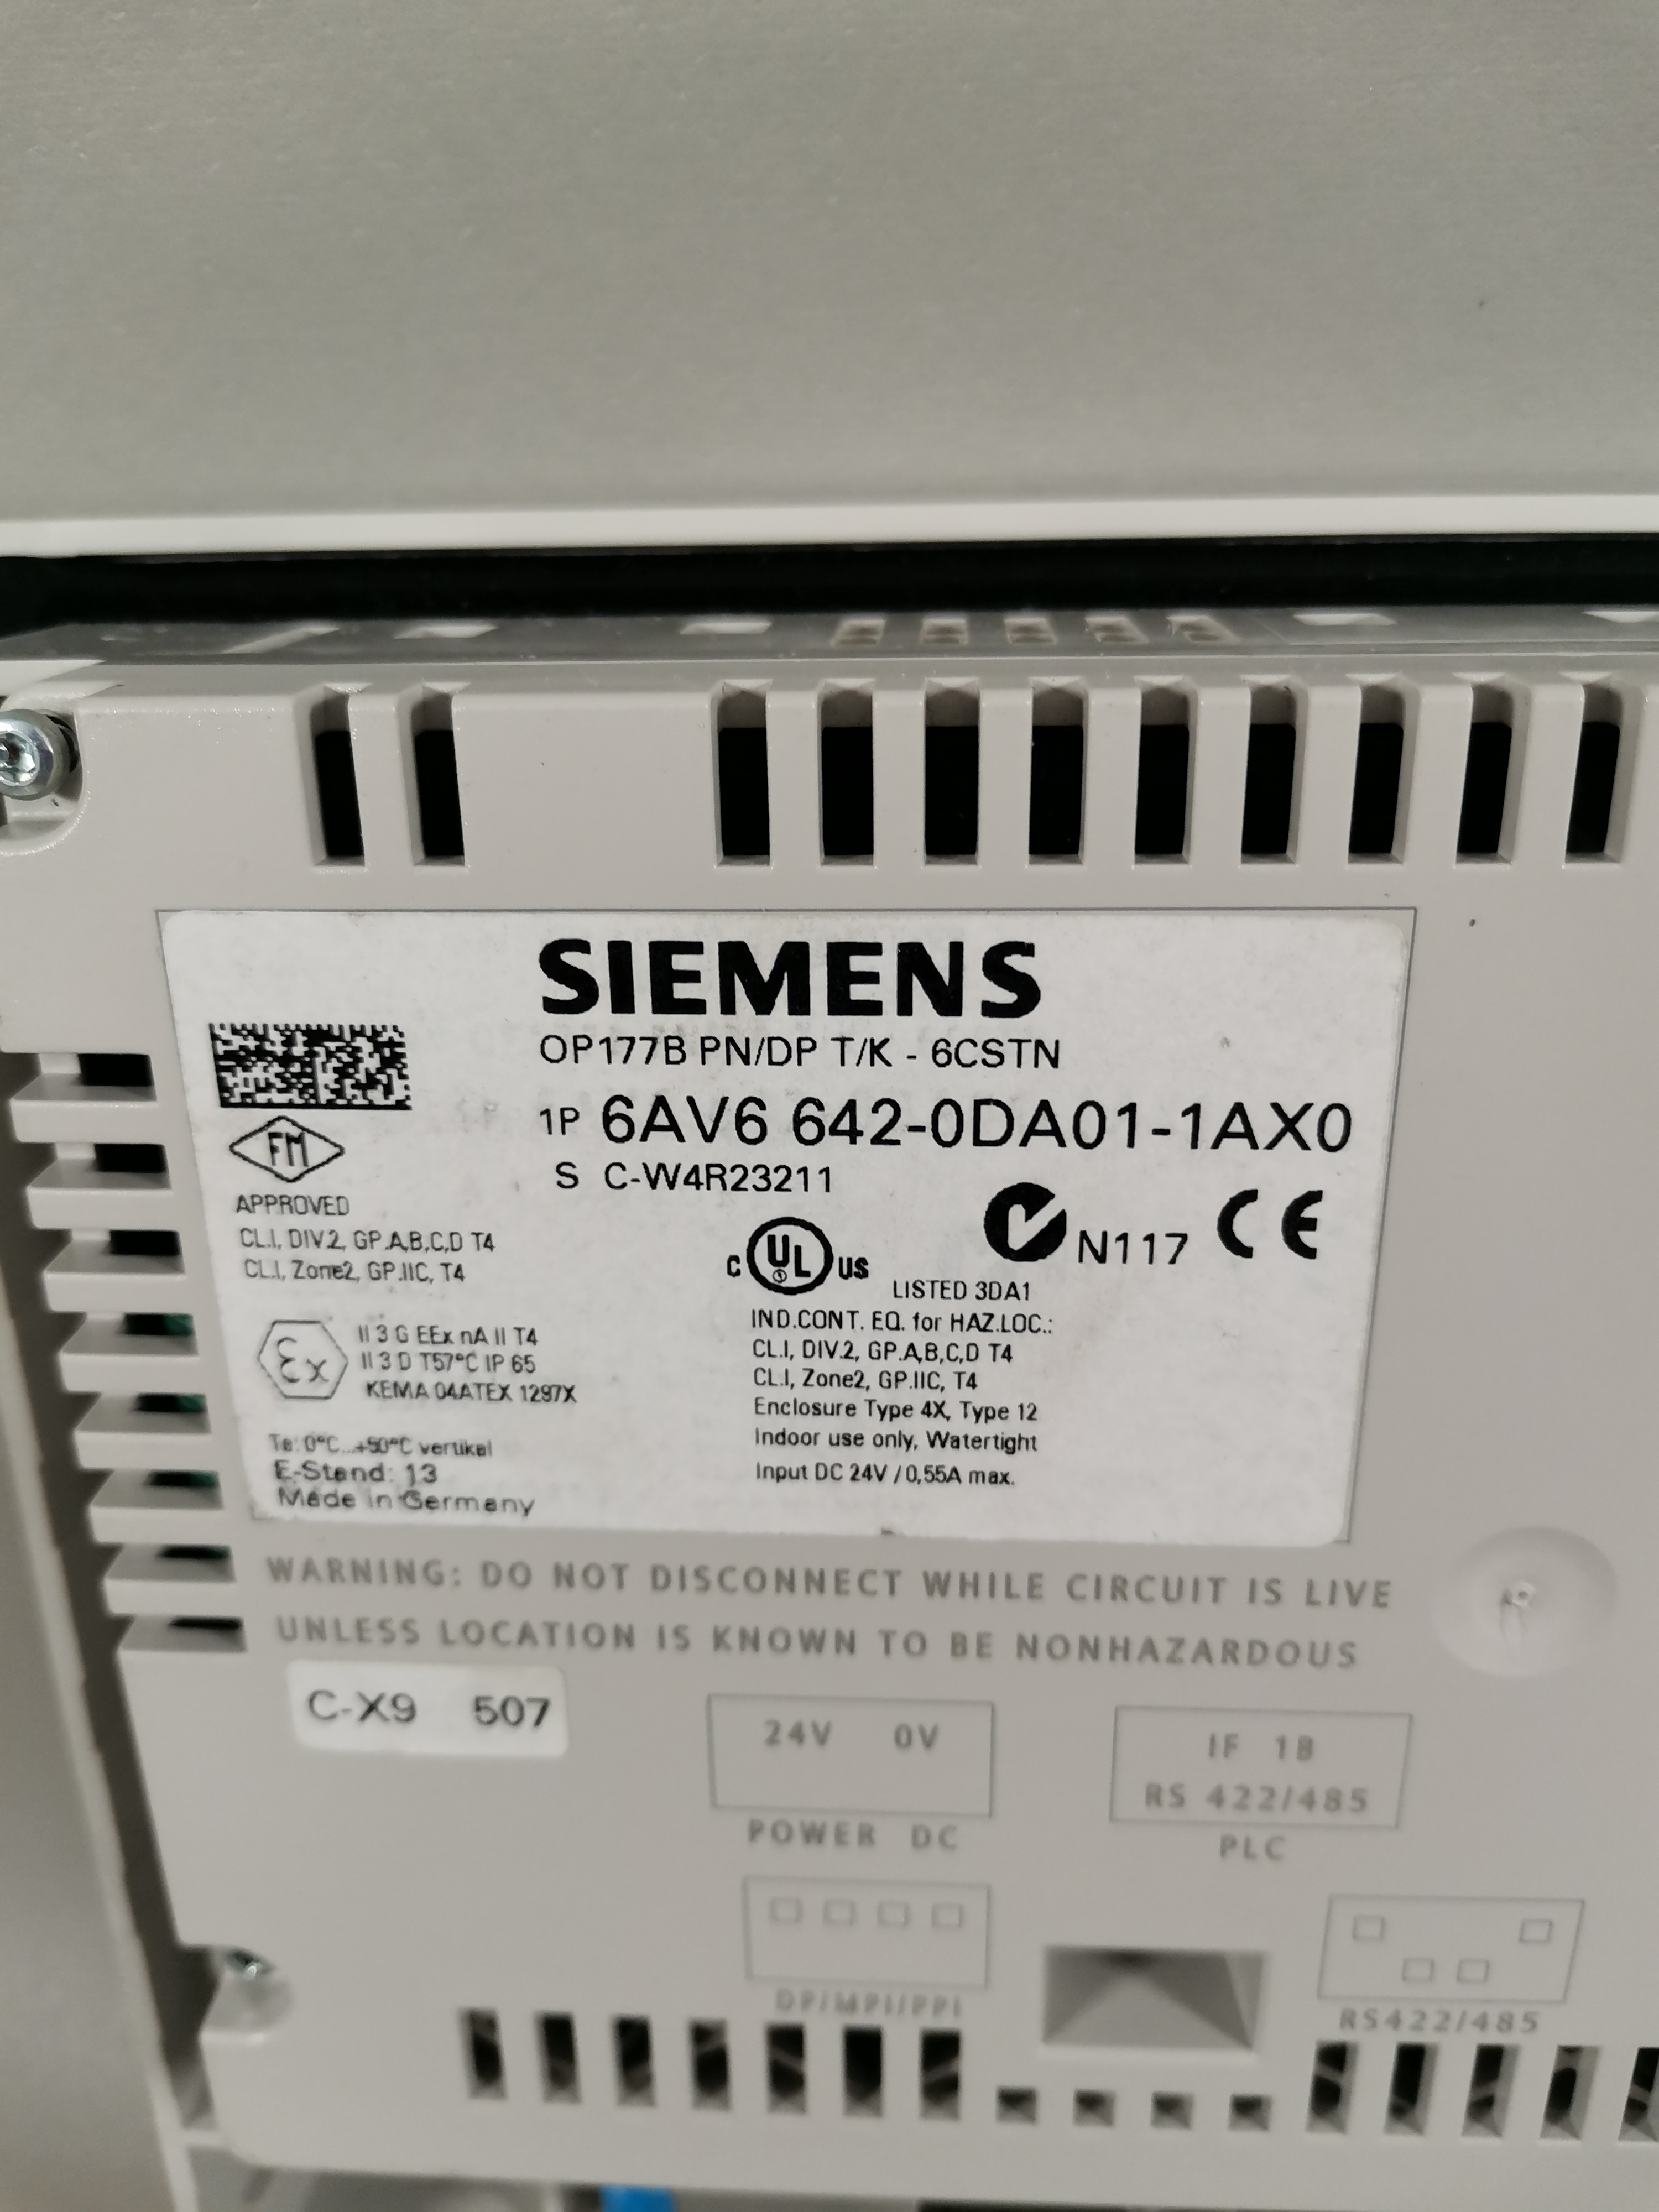 SIEMENS
OP177B PN/DP T/K - 6CSTN
1P 6AV6 642-0DA01-1AX0
S C-W4R23211
FM
APPROVED
CL.I, DIV.2, GP.A,B,C,D T4
CL.I, Zone2, GP.IIC, T4
C UL US
LISTED 3DA1
N117 CE
IND.CONT. EQ. for HAZ.LOC.:
CL.I, DIV.2, GP.A,B,C,D T4
CL.I, Zone2, GP.IIC, T4
Enclosure Type 4X, Type 12
Indoor use only, Watertight
Input DC 24V / 0,55A max.
Ex
II 3 G EEx nA II T4
II 3 D T57°C IP 65
KEMA 04ATEX 1297X
Ta: 0°C...+50°C vertikal
E-Stand: 13
Made in Germany
WARNING: DO NOT DISCONNECT WHILE CIRCUIT IS LIVE
UNLESS LOCATION IS KNOWN TO BE NONHAZARDOUS
C-X9 507
24V 0V
POWER DC
IF 1B
RS 422/485
PLC
DP/MPI/PPI
RS422/485